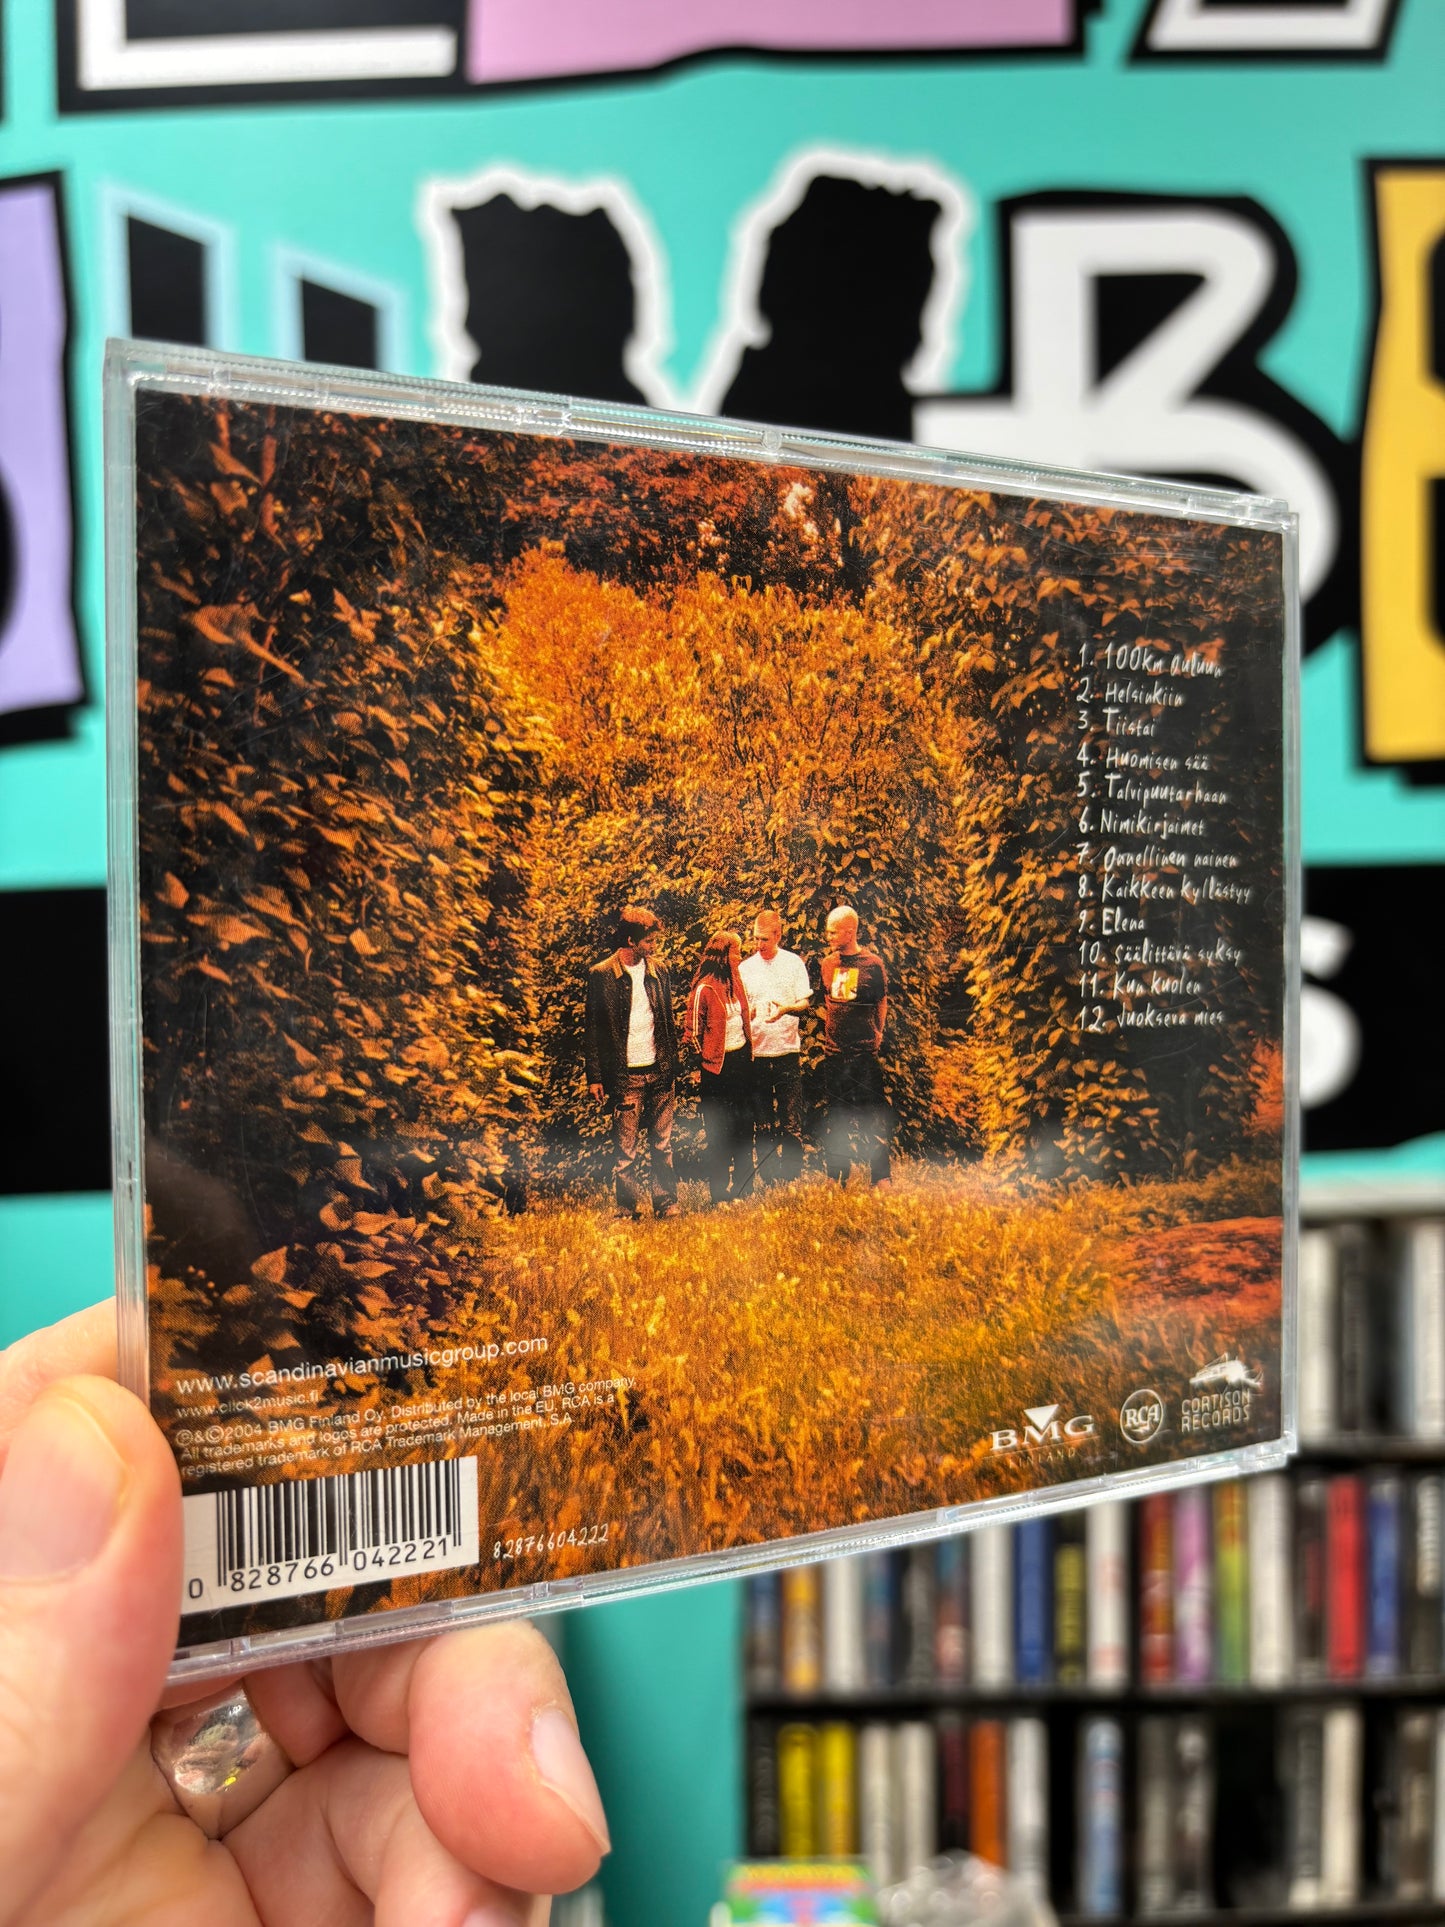 1. 100km Ouluun
2. Helsinkiin
3. Tiistai
4. Huomisen sää
5. Talvipuutarhaan
6. Nimikirjaimet
7. Onnellinen nainen
8. Kaikkeen kyllästyy
9. Elena
10. Säälittävä syksy
11. Kun kuolen
12. Juokseva mies
www.scandinavianmusicgroup.com
www.click2music.fi
℗&©2004 BMG Finland Oy. Distributed by the local BMG company.
All trademarks and logos are protected. Made in the EU. RCA is a
registered trademark of RCA Trademark Management, S.A.
0 828766 042221
82876604222
BMG
FINLAND
RCA
CORTISON
RECORDS